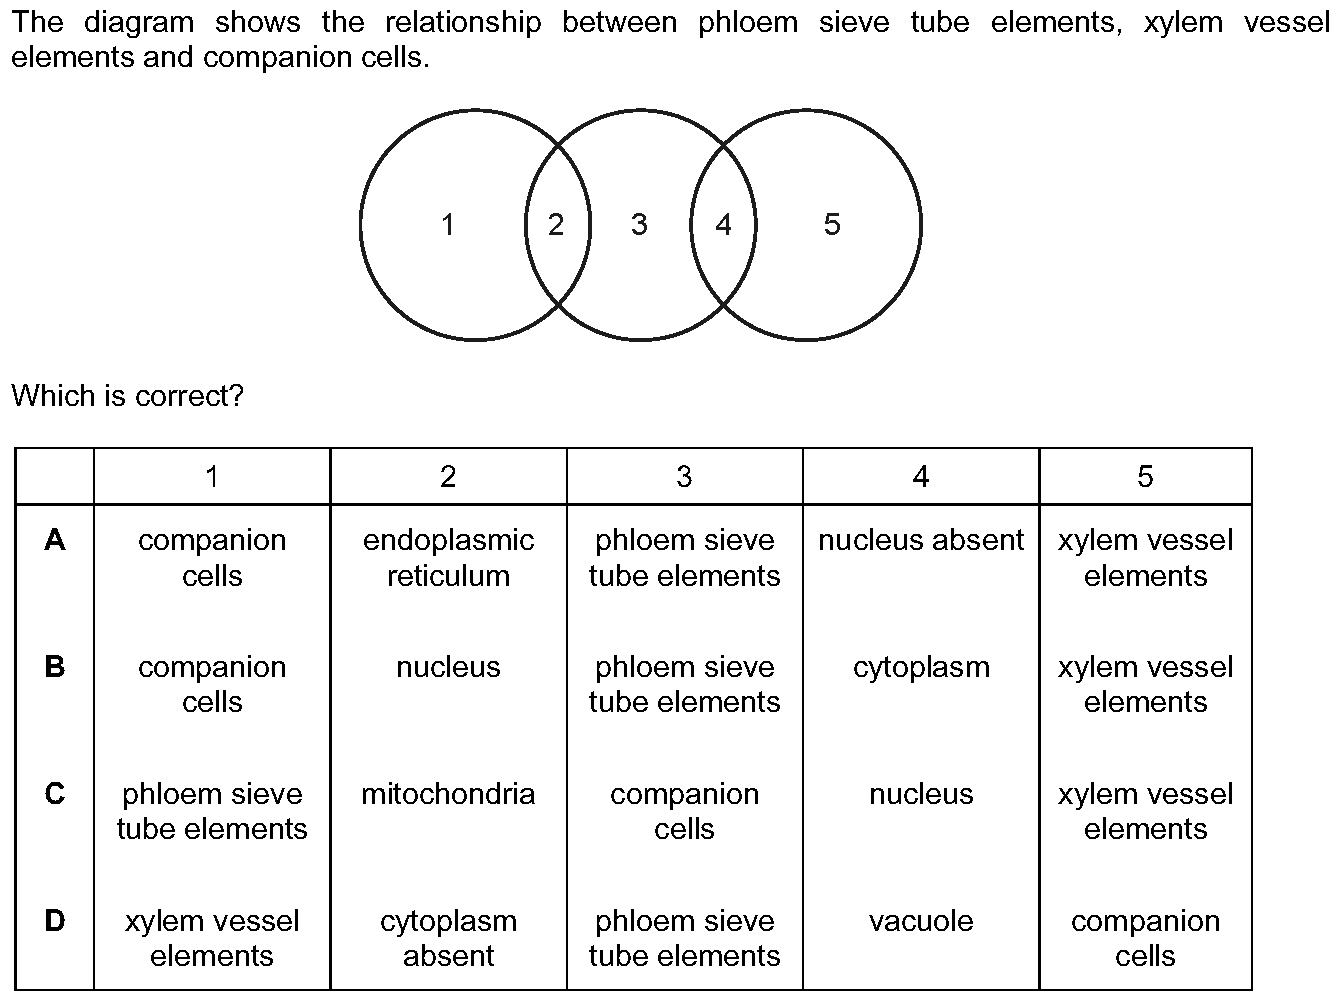 The diagram shows the relationship between phloem sieve tube elements, xylem vessel
elements and companion cells.
1 2 3 4 5
Which is correct?
1 2 3 4 5
A companion cells endoplasmic reticulum phloem sieve tube elements nucleus absent xylem vessel elements
B companion cells nucleus phloem sieve tube elements cytoplasm xylem vessel elements
C phloem sieve tube elements mitochondria companion cells nucleus xylem vessel elements
D xylem vessel elements cytoplasm absent phloem sieve tube elements vacuole companion cells